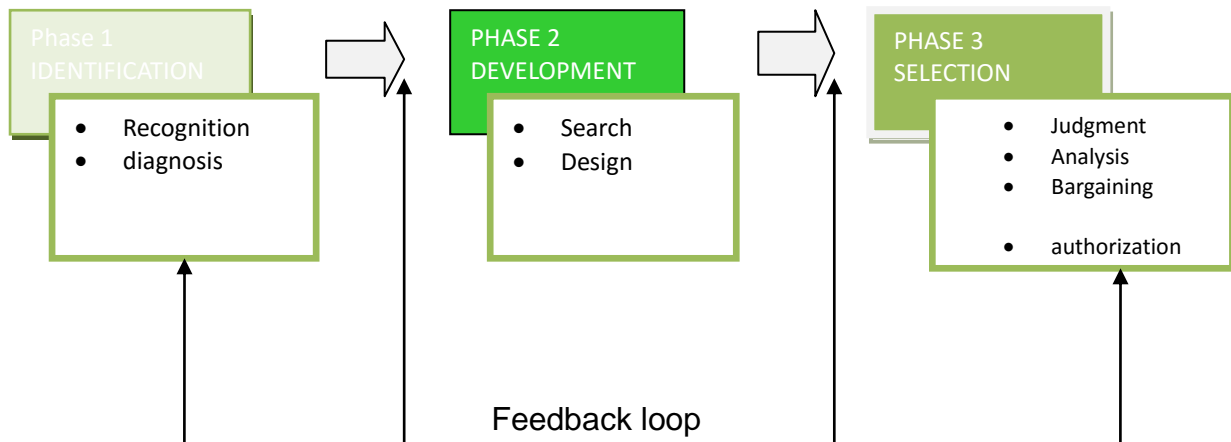 Phase 1
IDENTIFICATION
• Recognition
• diagnosis
PHASE 2
DEVELOPMENT
• Search
• Design
PHASE 3
SELECTION
• Judgment
• Analysis
• Bargaining
• authorization
Feedback loop